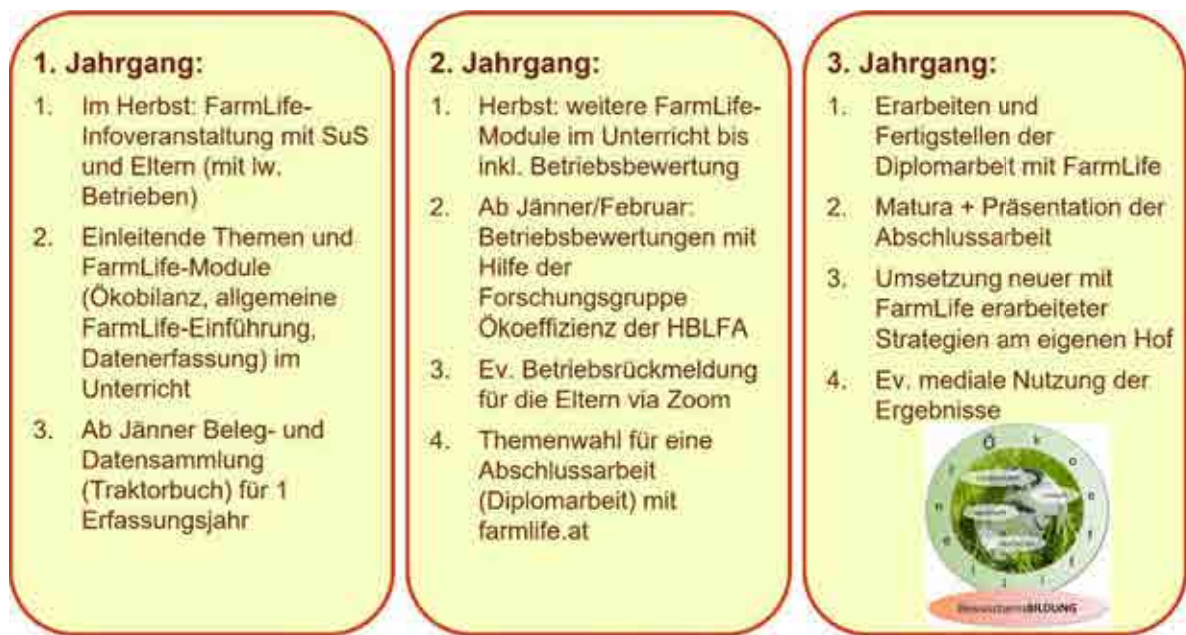 1. Jahrgang:
1. Im Herbst: FarmLife-
Infoveranstaltung mit SuS
und Eltern (mit lw.
Betrieben)
2. Einleitende Themen und
FarmLife-Module
(Ökobilanz, allgemeine
FarmLife-Einführung,
Datenerfassung) im
Unterricht
3. Ab Jänner Beleg- und
Datensammlung
(Traktorbuch) für 1
Erfassungsjahr
2. Jahrgang:
1. Herbst: weitere FarmLife-
Module im Unterricht bis
inkl. Betriebsbewertung
2. Ab Jänner/Februar:
Betriebsbewertungen mit
Hilfe der
Forschungsgruppe
Ökoeffizienz der HBLFA
3. Ev. Betriebsrückmeldung
für die Eltern via Zoom
4. Themenwahl für eine
Abschlussarbeit
(Diplomarbeit) mit
farmlife.at
3. Jahrgang:
1. Erarbeiten und
Fertigstellen der
Diplomarbeit mit FarmLife
2. Matura + Präsentation der
Abschlussarbeit
3. Umsetzung neuer mit
FarmLife erarbeiteter
Strategien am eigenen Hof
4. Ev. mediale Nutzung der
Ergebnisse
BewusstseinsBILDUNG